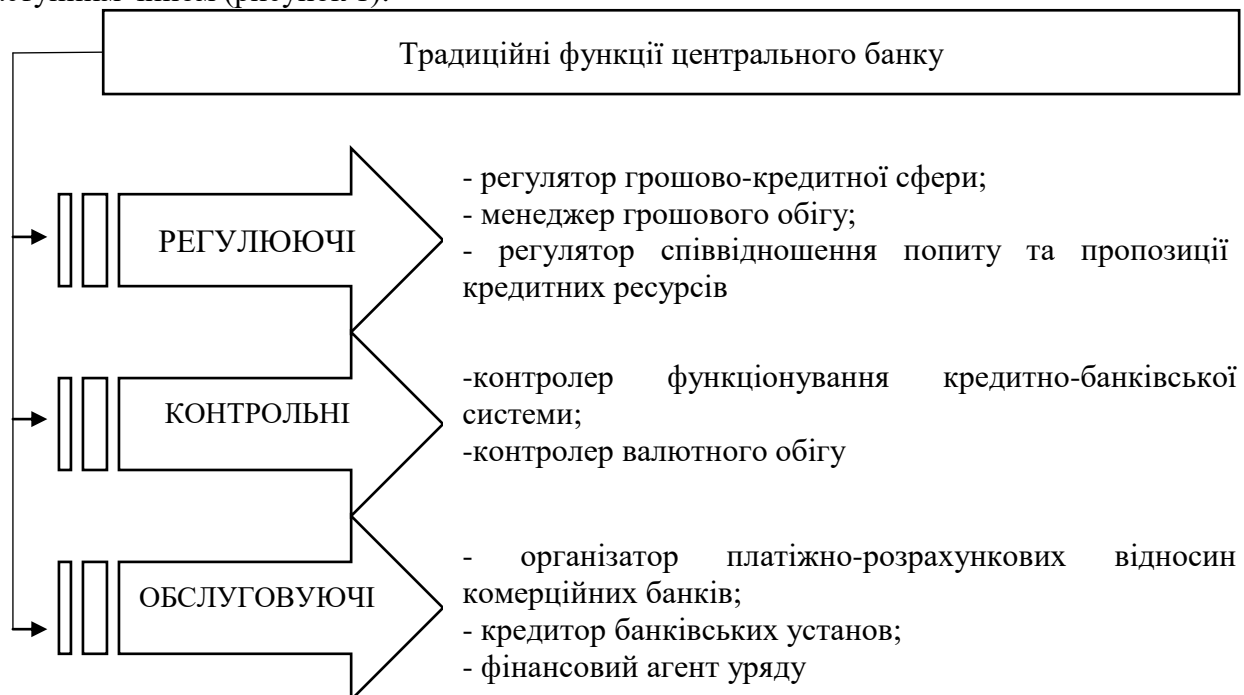 (рисунок 1).
Традиційні функції центрального банку
РЕГУЛЮЮЧІ
- регулятор грошово-кредитної сфери;
- менеджер грошового обігу;
- регулятор співвідношення попиту та пропозиції
кредитних ресурсів
КОНТРОЛЬНІ
-контролер функціонування кредитно-банківської
системи;
-контролер валютного обігу
ОБСЛУГОВУЮЧІ
- організатор платіжно-розрахункових відносин
комерційних банків;
- кредитор банківських установ;
- фінансовий агент уряду